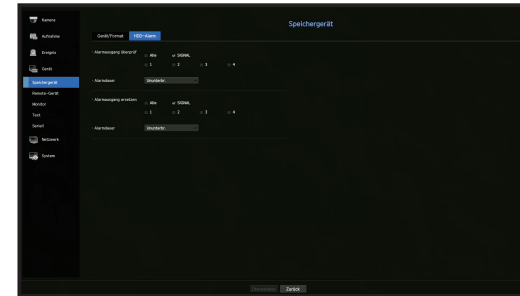 Speichergerät
Kamera
Aufnahme
Ereignis
Gerät
Speichergerät
Remote-Gerät
Monitor
Text
Seriell
Netzwerk
System
Gerät/Format HDD-Alarm
· Alarmausgang überprüf
Alle SIGNAL
1 2 3 4
· Alarmdauer Ununterbr.
· Alarmausgang ersetzen
Alle SIGNAL
1 2 3 4
· Alarmdauer Ununterbr.
Zurück